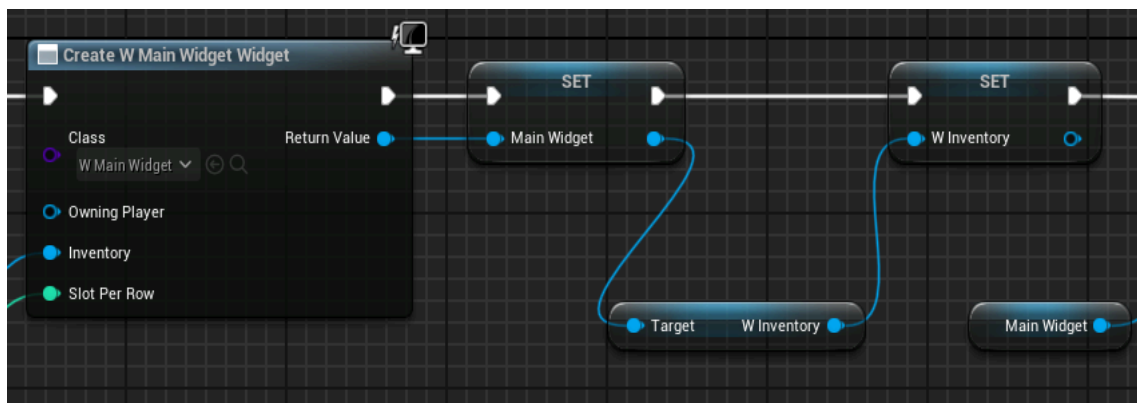 Create W Main Widget Widget
SET
SET
Class
Return Value
Main Widget
W Inventory
W Main Widget
Owning Player
Inventory
Slot Per Row
Target
W Inventory
Main Widget